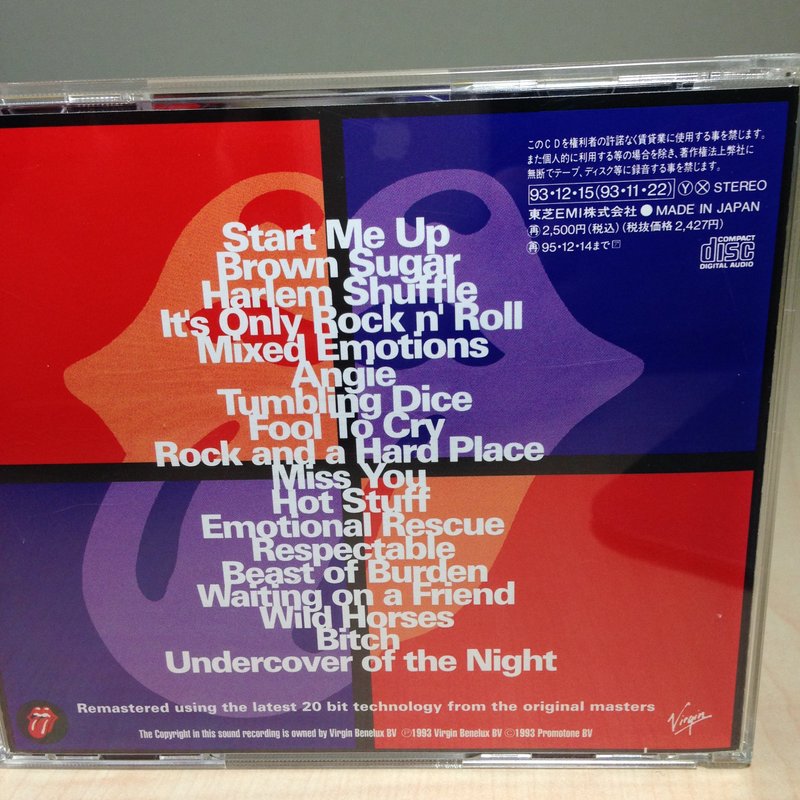 このCDを権利者の許諾なく賃貸業に使用する事を禁じます。
また個人的に利用する等の場合を除き、著作権法上弊社に
無断でテープ、ディスク等に録音する事を禁じます。
93・12・15(93・11・22) Ⓨ Ⓧ STEREO
東芝EMI株式会社 ● MADE IN JAPAN
㊢ 2,500円(税込) (税抜価格 2,427円)
㊢ 95・12・14まで
COMPACT
disc
DIGITAL AUDIO
Start Me Up
Brown Sugar
Harlem Shuffle
It's Only Rock n' Roll
Mixed Emotions
Angie
Tumbling Dice
Fool To Cry
Rock and a Hard Place
Miss You
Hot Stuff
Emotional Rescue
Respectable
Beast of Burden
Waiting on a Friend
Wild Horses
Bitch
Undercover of the Night
Remastered using the latest 20 bit technology from the original masters
The Copyright in this sound recording is owned by Virgin Benelux BV ℗1993 Virgin Benelux BV ©1993 Promotone BV
Virgin